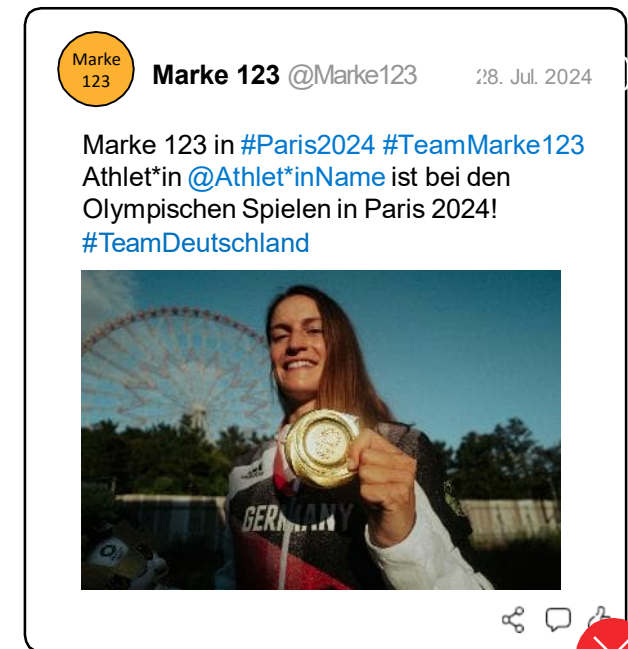 Marke
123
Marke 123 @Marke123 28. Jul. 2024
Marke 123 in #Paris2024 #TeamMarke123
Athlet*in @Athlet*inName ist bei den
Olympischen Spielen in Paris 2024!
#TeamDeutschland
GERMANY